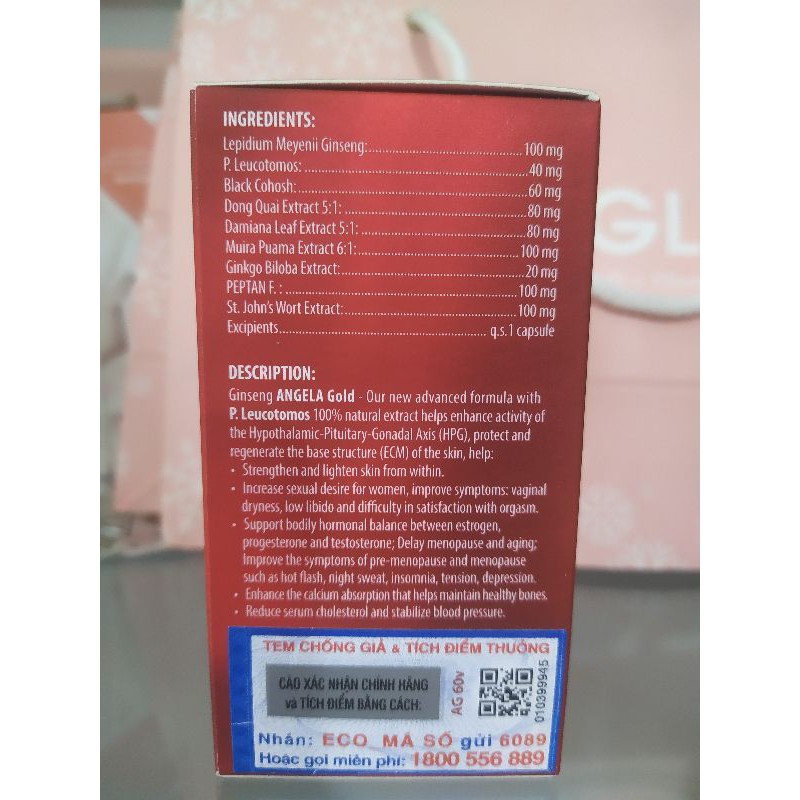 INGREDIENTS:
Lepidium Meyenii Ginseng:........................................100 mg
P. Leucotomos:............................................................40 mg
Black Cohosh:.............................................................60 mg
Dong Quai Extract 5:1: ................................................80 mg
Damiana Leaf Extract 5:1:.............................................80 mg
Muira Puama Extract 6:1:...........................................100 mg
Ginkgo Biloba Extract:.................................................20 mg
PEPTAN F. : ...............................................................100 mg
St. John's Wort Extract:..............................................100 mg
Excipients.......................................................... q.s.1 capsule
DESCRIPTION:
Ginseng ANGELA Gold - Our new advanced formula with
P. Leucotomos 100% natural extract helps enhance activity of
the Hypothalamic-Pituitary-Gonadal Axis (HPG), protect and
regenerate the base structure (ECM) of the skin, help:
• Strengthen and lighten skin from within.
• Increase sexual desire for women, improve symptoms: vaginal
dryness, low libido and difficulty in satisfaction with orgasm.
• Support bodily hormonal balance between estrogen,
progesterone and testosterone; Delay menopause and aging;
Improve the symptoms of pre-menopause and menopause
such as hot flash, night sweat, insomnia, tension, depression.
• Enhance the calcium absorption that helps maintain healthy bones.
• Reduce serum cholesterol and stabilize blood pressure.
TEM CHỐNG GIẢ & TÍCH ĐIỂM THƯỞNG
CÀO XÁC NHẬN CHÍNH HÃNG
và TÍCH ĐIỂM BẰNG CÁCH:
AG 60v
010399945
Nhắn: ECO MÃ SỐ gửi 6089
Hoặc gọi miễn phí: 1800 556 889
GL